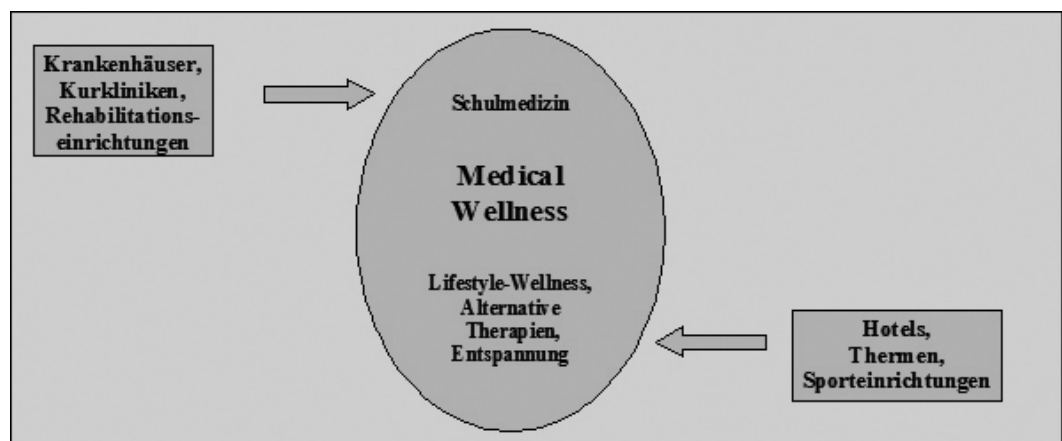 Krankenhäuser,
Kurkliniken,
Rehabilitations-
einrichtungen
Schulmedizin
Medical
Wellness
Lifestyle-Wellness,
Alternative
Therapien,
Entspannung
Hotels,
Thermen,
Sporteinrichtungen